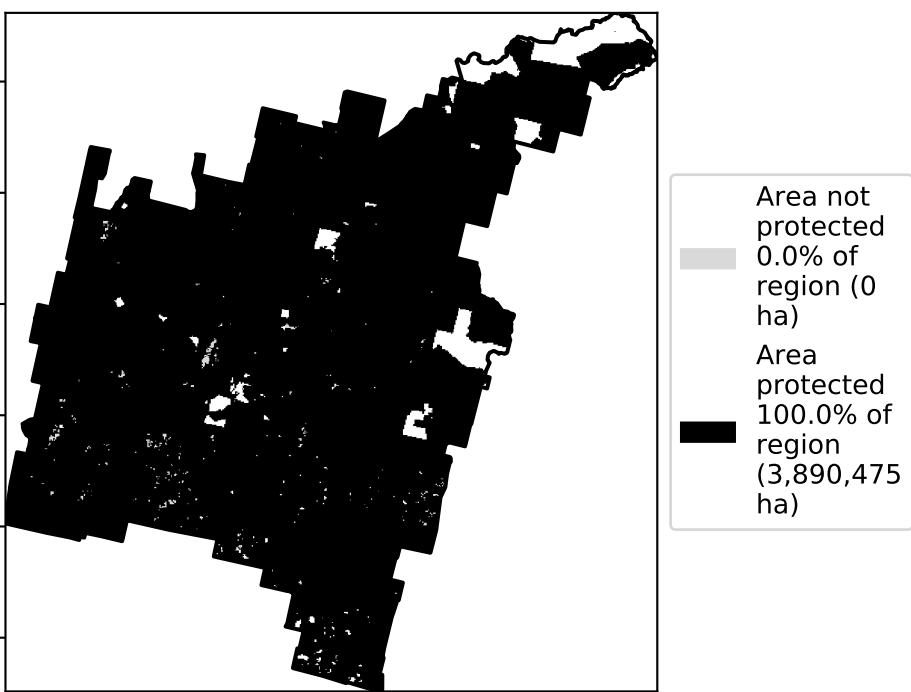 Area not
protected
0.0% of
region (0
ha)
Area
protected
100.0% of
region
(3,890,475
ha)